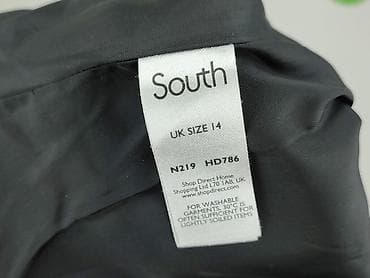 South
UK SIZE 14
N219 HD786
Shop Direct Home
Shopping Ltd L70 1AB, UK
www.shopdirect.com
FOR WASHABLE
GARMENTS, 30°C IS
OFTEN SUFFICIENT FOR
LIGHTLY SOILED ITEMS